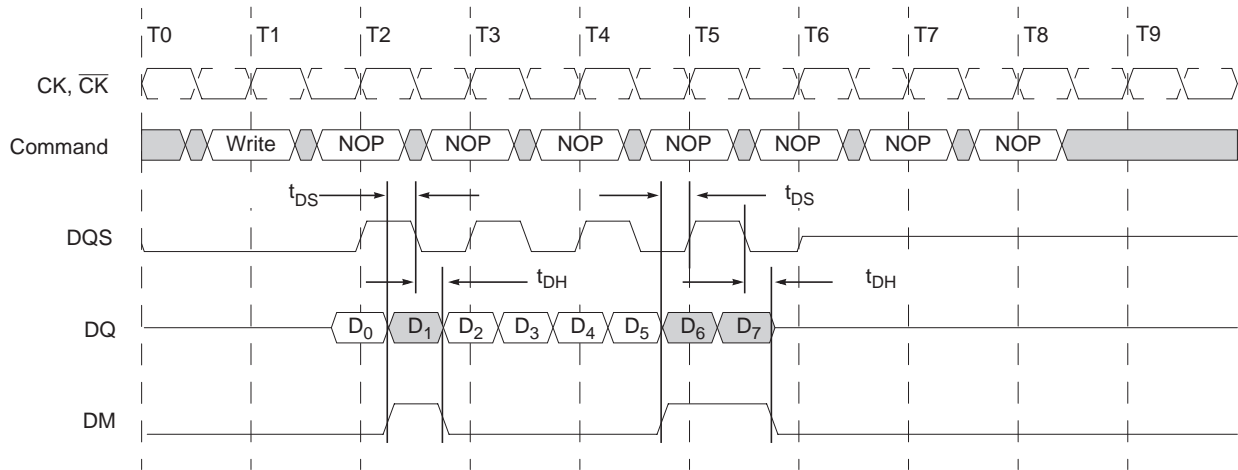 T0 T1 T2 T3 T4 T5 T6 T7 T8 T9
CK, C̅K̅
Command Write NOP NOP NOP NOP NOP NOP NOP
tDS tDS
DQS
tDH tDH
DQ D0 D1 D2 D3 D4 D5 D6 D7
DM